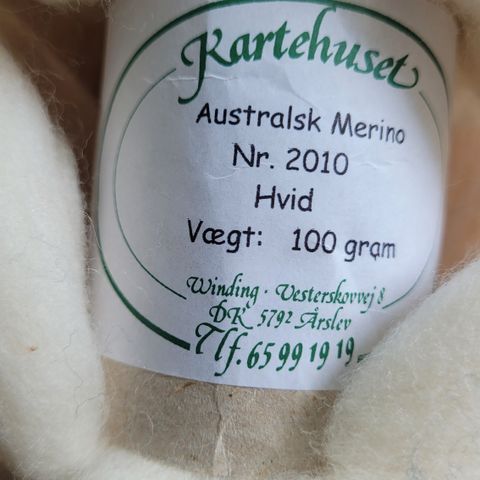 Kartehuset
Australsk Merino
Nr. 2010
Hvid
Vægt: 100 gram
Winding · Vesterskovvej 8
DK 5792 Årslev
Tlf. 65 99 19 19